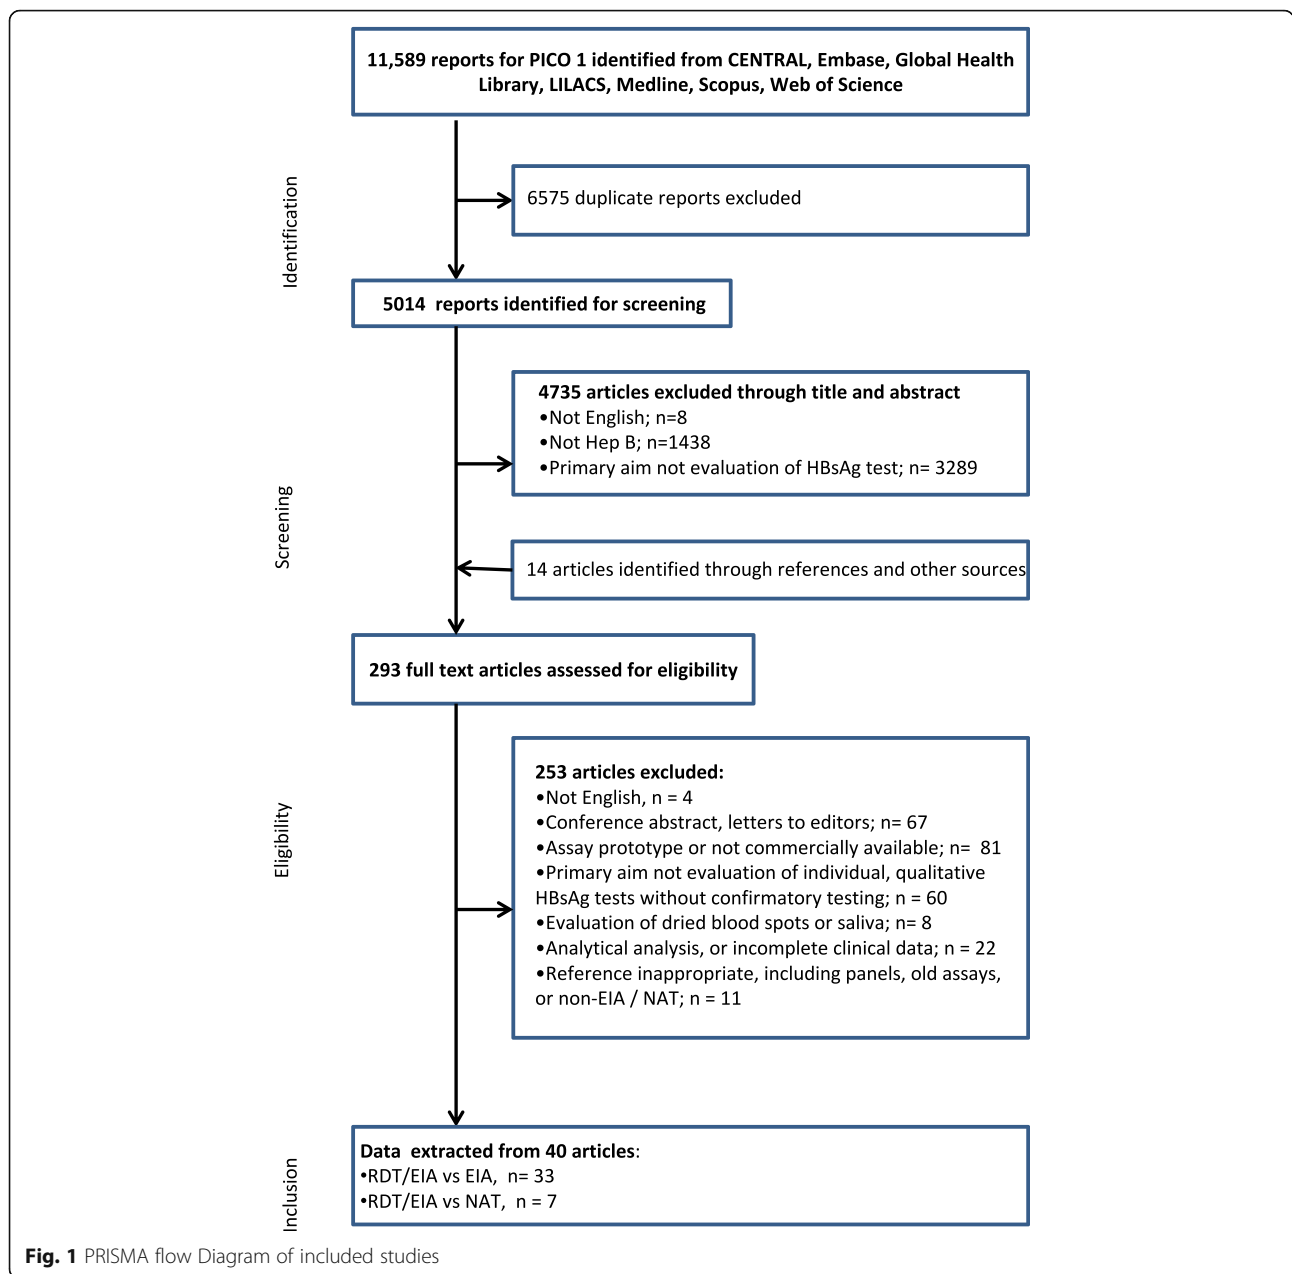 11,589 reports for PICO 1 identified from CENTRAL, Embase, Global Health
Library, LILACS, Medline, Scopus, Web of Science
Identification
6575 duplicate reports excluded
5014 reports identified for screening
Screening
4735 articles excluded through title and abstract
•Not English; n=8
•Not Hep B; n=1438
•Primary aim not evaluation of HBsAg test; n= 3289
14 articles identified through references and other sources
293 full text articles assessed for eligibility
Eligibility
253 articles excluded:
•Not English, n = 4
•Conference abstract, letters to editors; n= 67
•Assay prototype or not commercially available; n= 81
•Primary aim not evaluation of individual, qualitative
HBsAg tests without confirmatory testing; n = 60
•Evaluation of dried blood spots or saliva; n= 8
•Analytical analysis, or incomplete clinical data; n = 22
•Reference inappropriate, including panels, old assays,
or non-EIA / NAT; n = 11
Inclusion
Data extracted from 40 articles:
•RDT/EIA vs EIA, n= 33
•RDT/EIA vs NAT, n = 7
Fig. 1 PRISMA flow Diagram of included studies